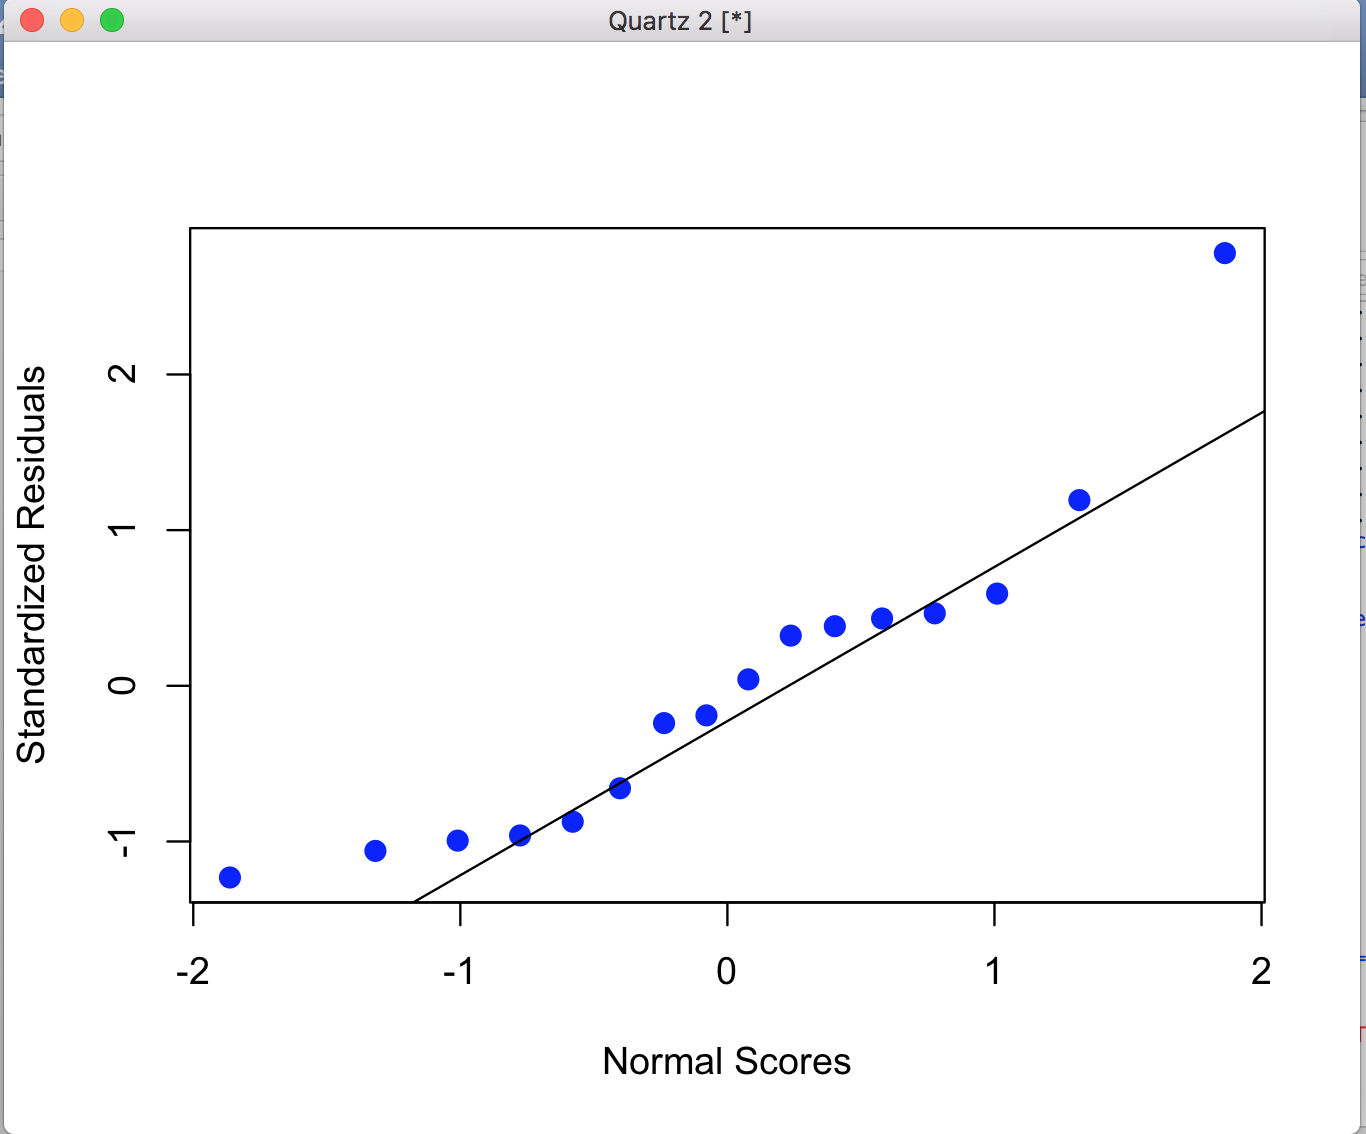 Quartz 2 [*]
Standardized Residuals
2
1
0
-1
-2 -1 0 1 2
Normal Scores